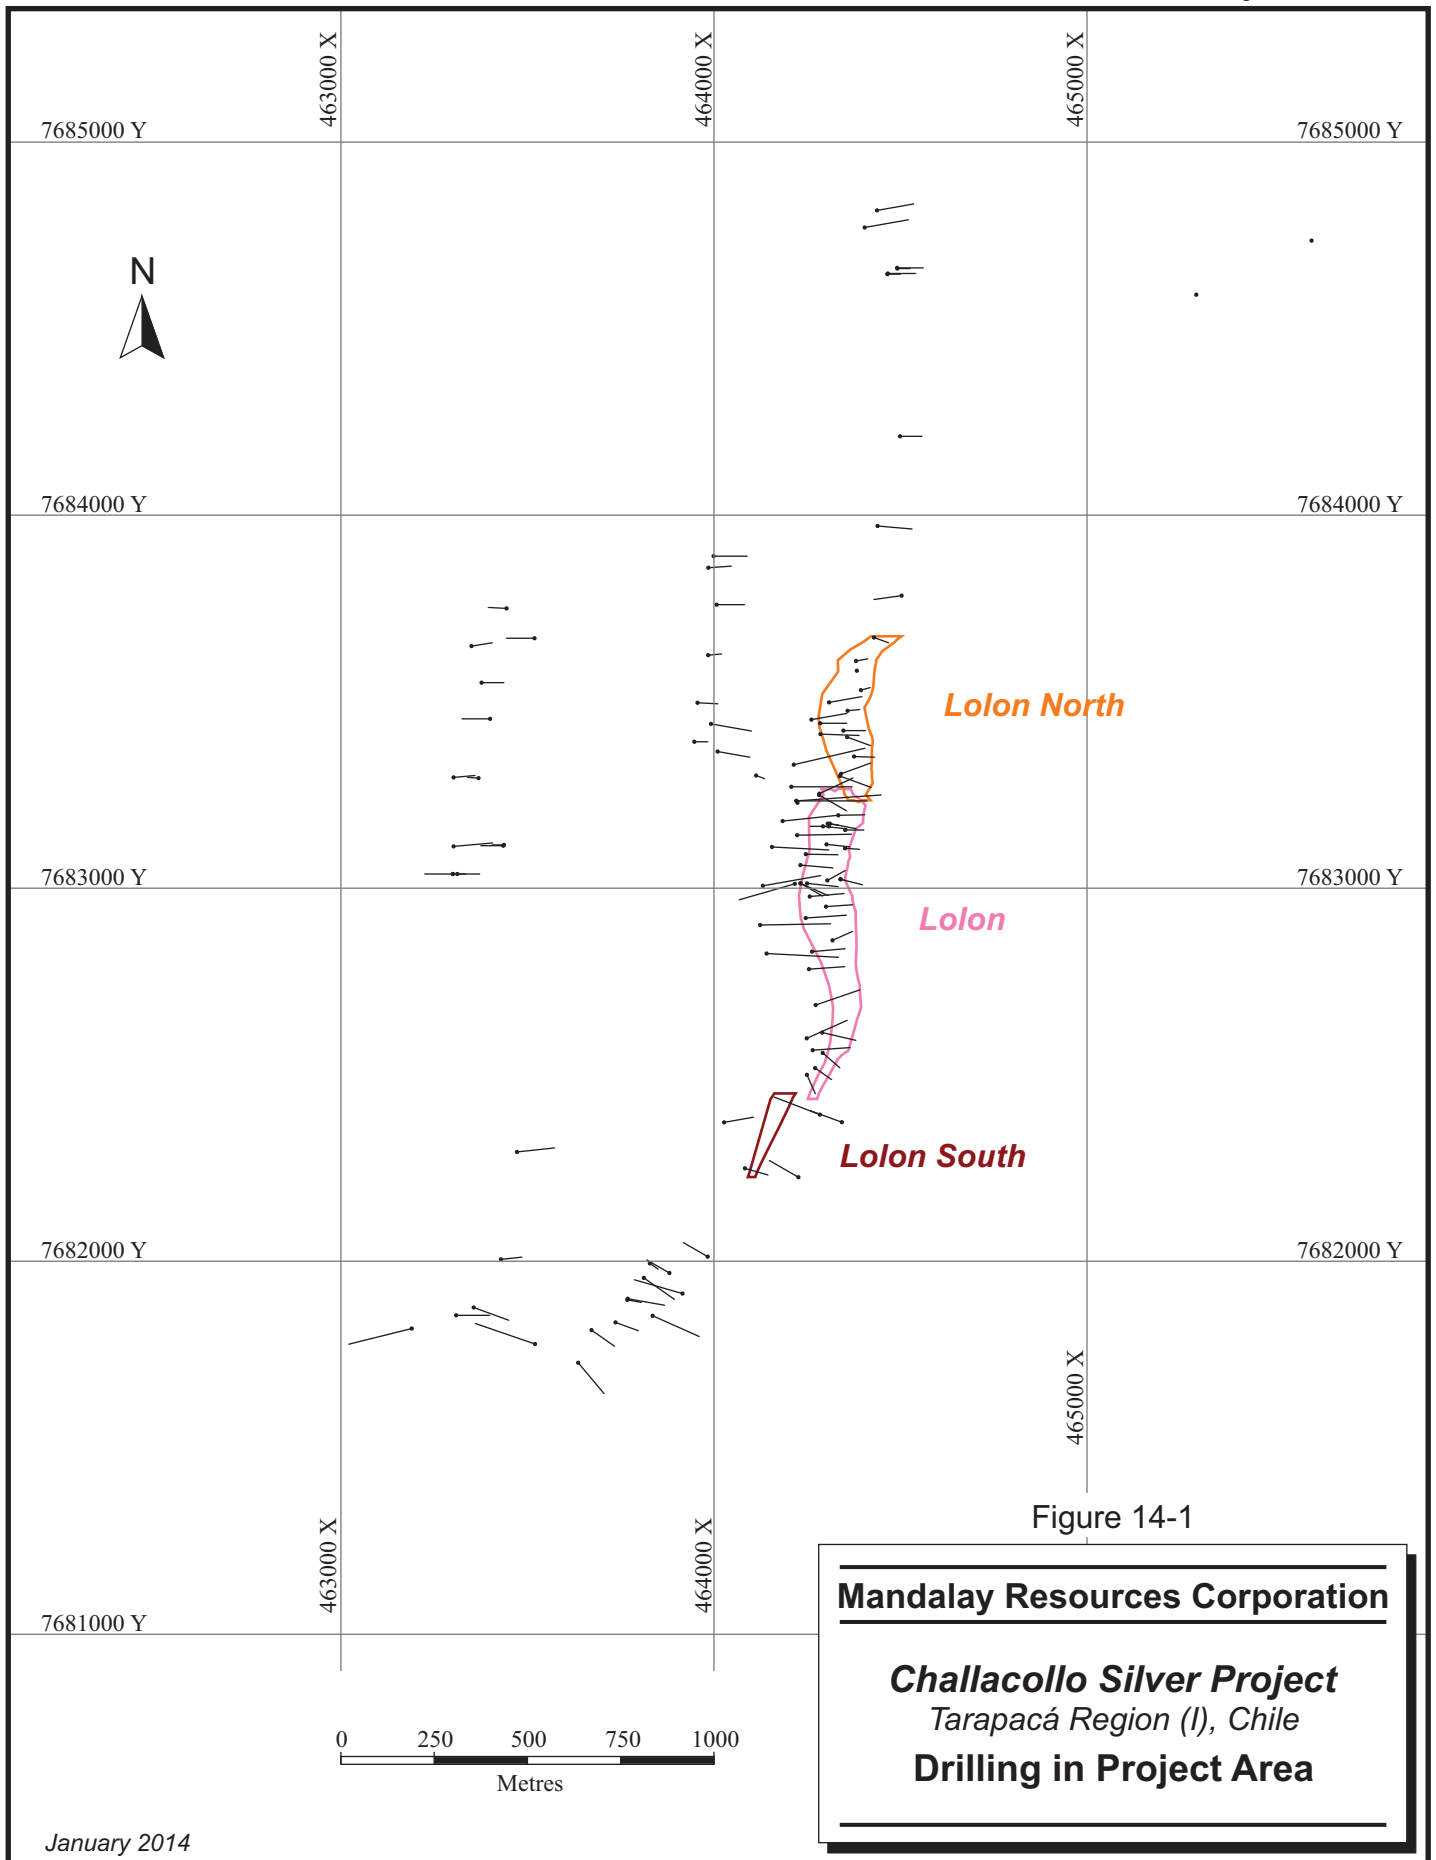 463000 X
464000 X
465000 X
7685000 Y
7685000 Y
N
7684000 Y
7684000 Y
Lolon North
7683000 Y
7683000 Y
Lolon
Lolon South
7682000 Y
7682000 Y
465000 X
Figure 14-1
463000 X
464000 X
Mandalay Resources Corporation
7681000 Y
Challacollo Silver Project
Tarapacá Region (I), Chile
Drilling in Project Area
0 250 500 750 1000
Metres
January 2014